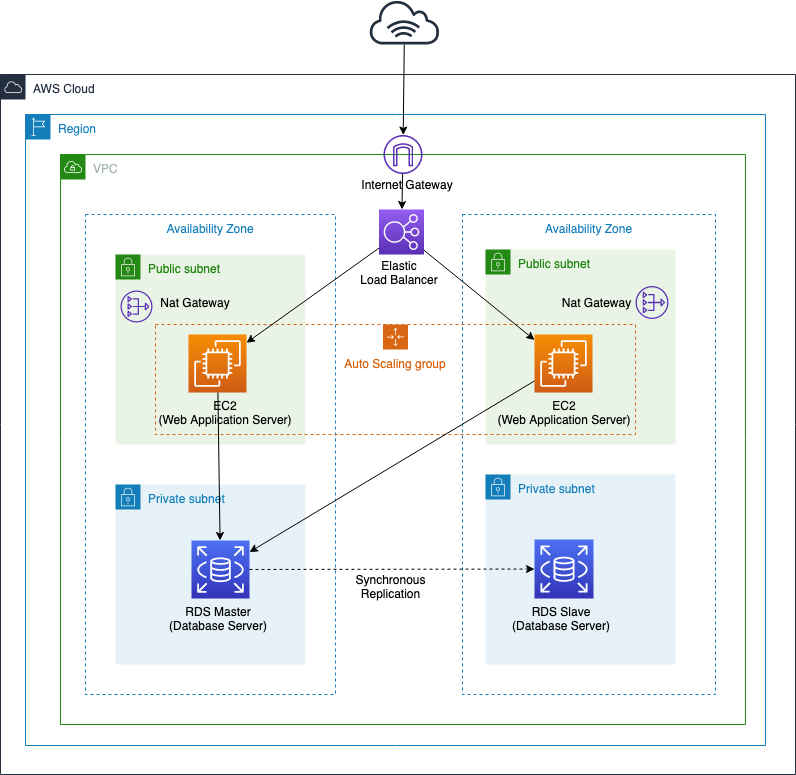 AWS Cloud
Region
VPC
Internet Gateway
Availability Zone
Availability Zone
Elastic
Load Balancer
Public subnet
Public subnet
Nat Gateway
Nat Gateway
Auto Scaling group
EC2
(Web Application Server)
EC2
(Web Application Server)
Private subnet
Private subnet
Synchronous
Replication
RDS Master
(Database Server)
RDS Slave
(Database Server)